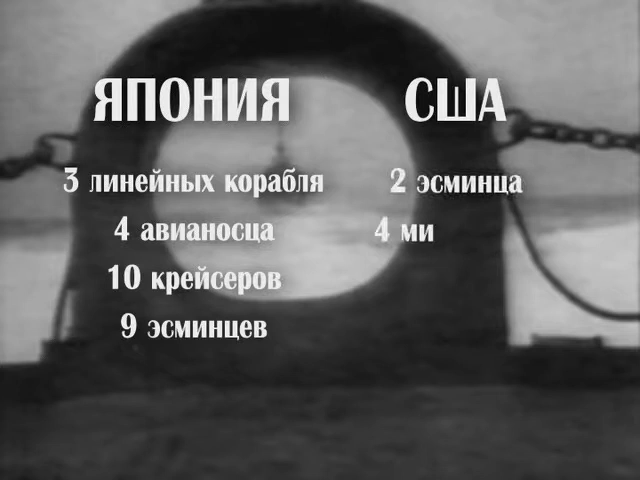 ЯПОНИЯ
3 линейных корабля
4 авианосца
10 крейсеров
9 эсминцев
США
2 эсминца
4 ми